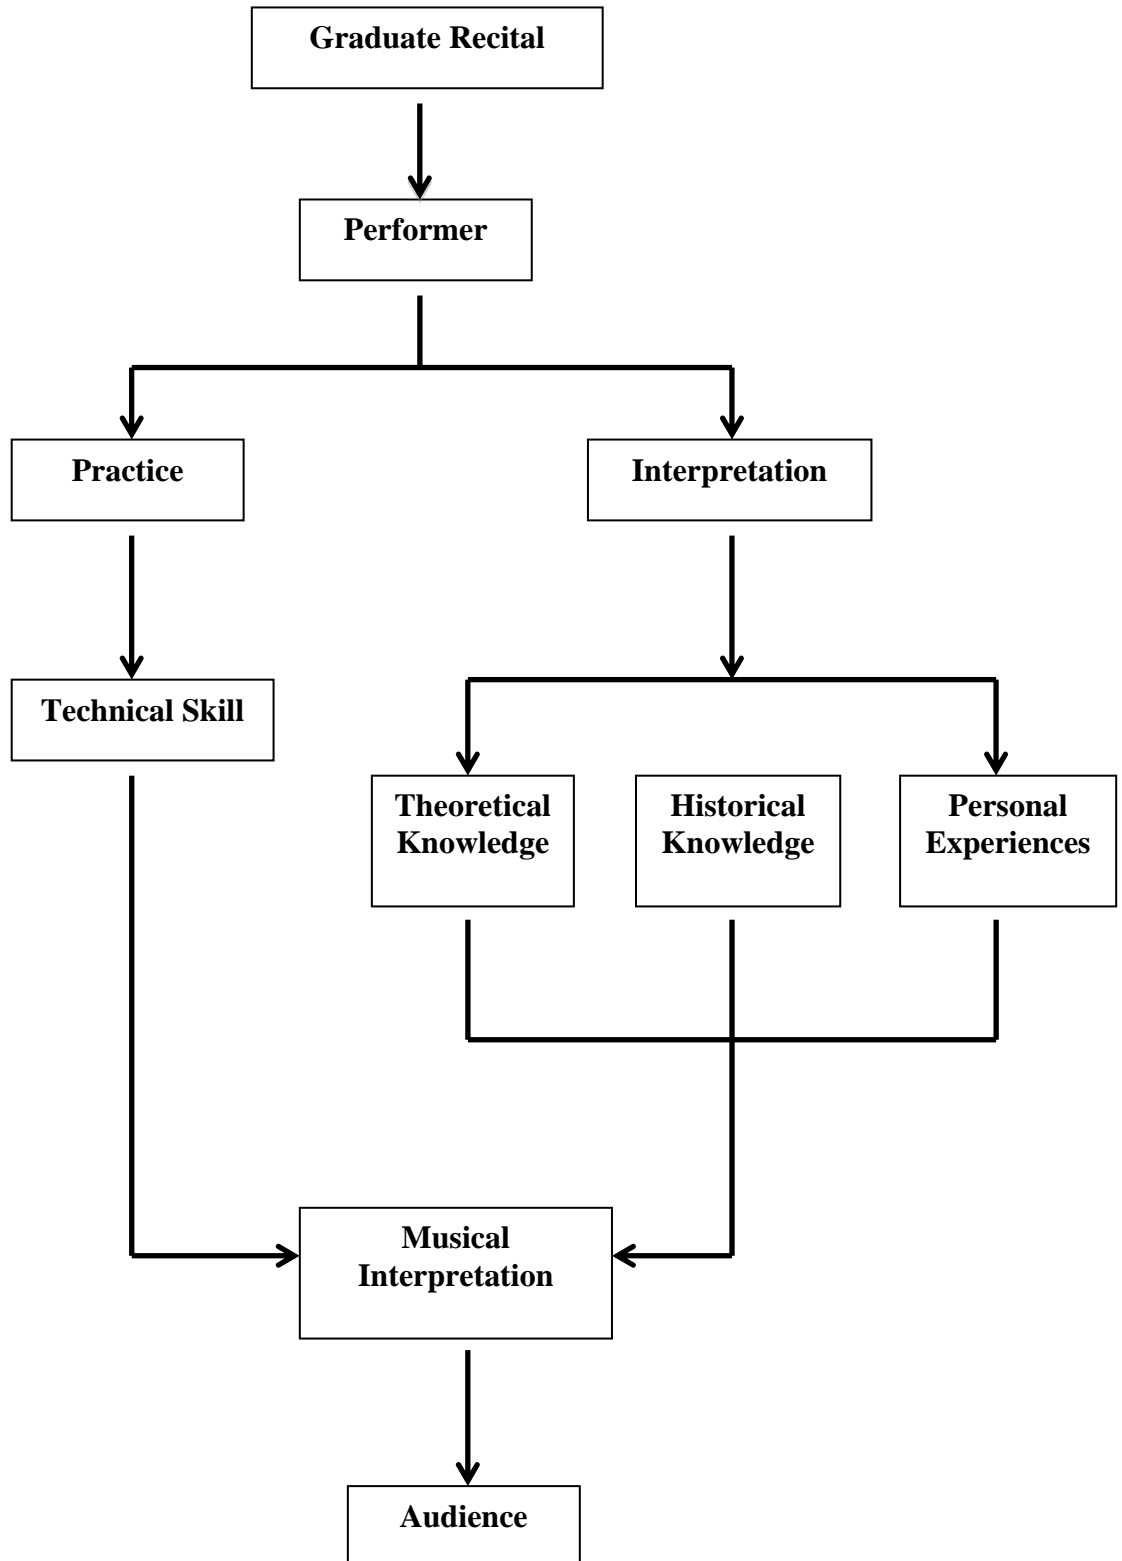 Graduate Recital
Performer
Practice
Interpretation
Technical Skill
Theoretical
Knowledge
Historical
Knowledge
Personal
Experiences
Musical
Interpretation
Audience